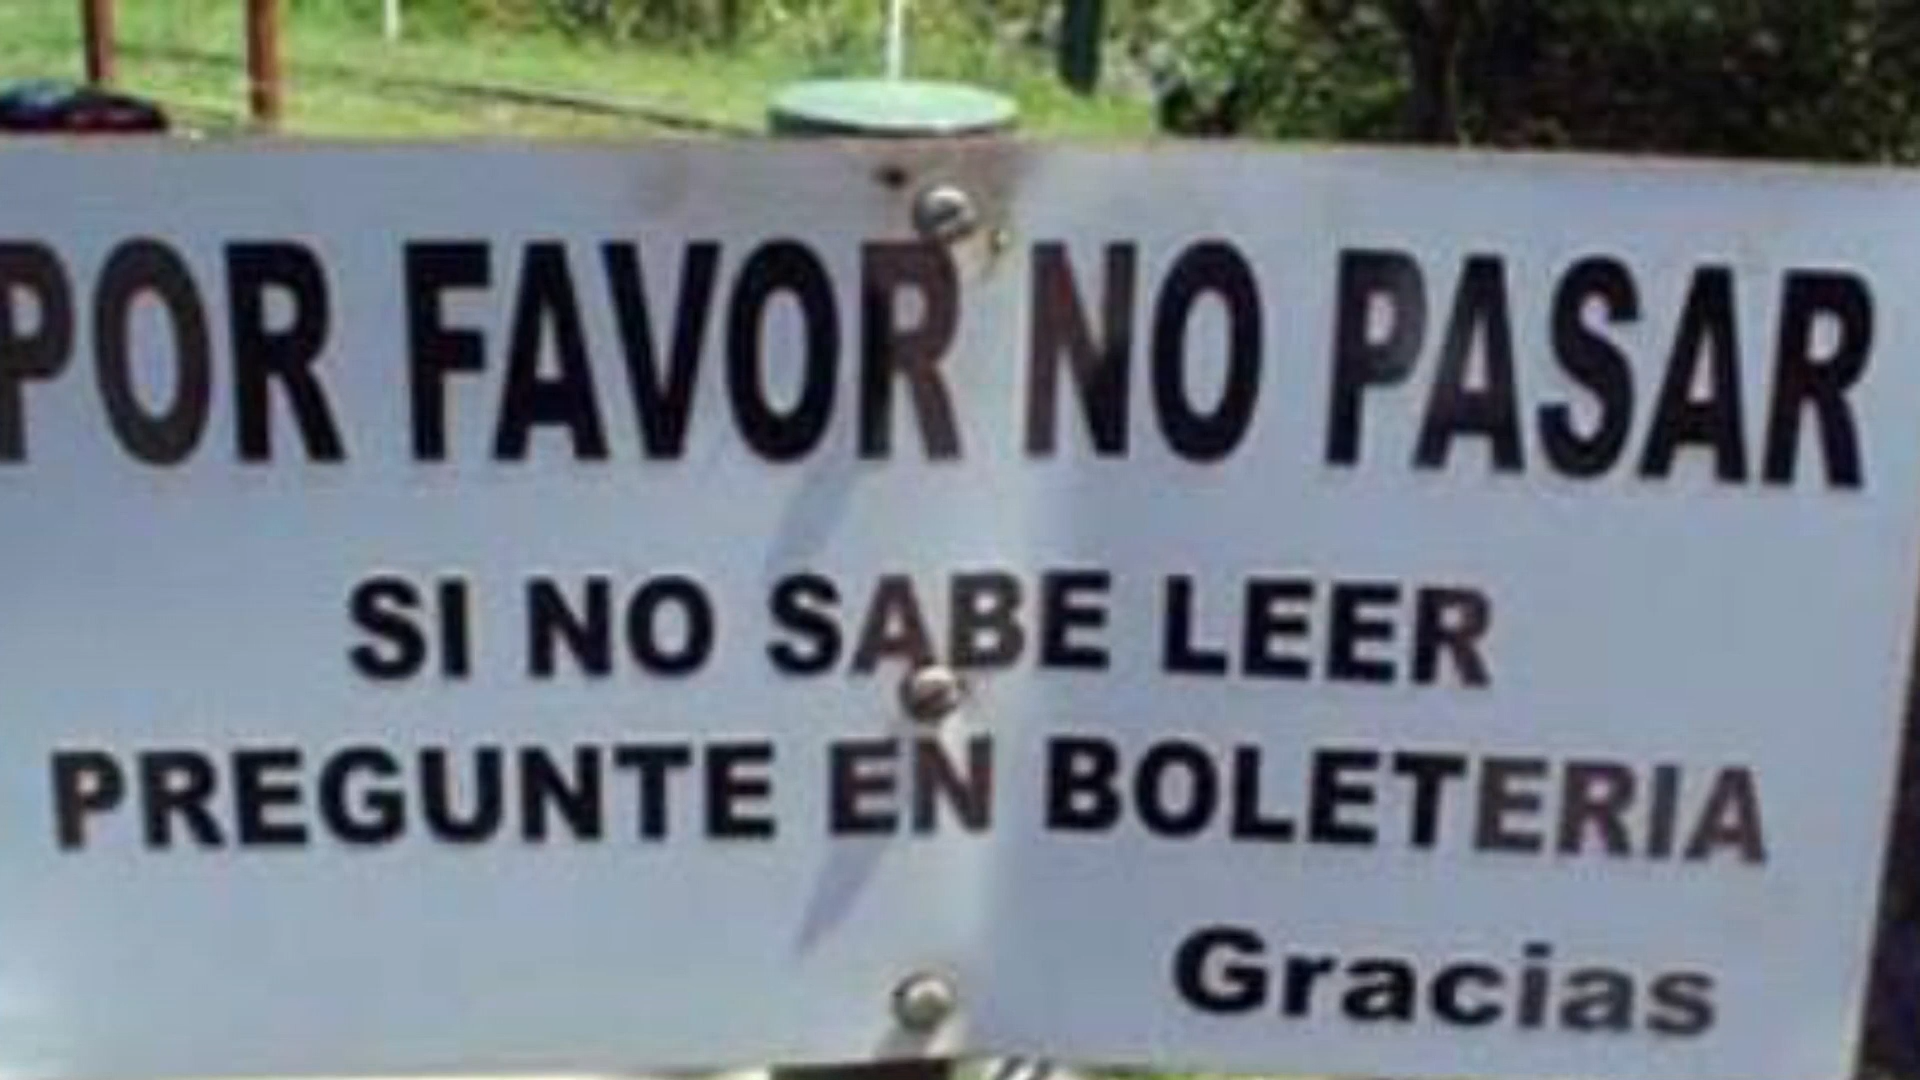 POR FAVOR NO PASAR
SI NO SABE LEER
PREGUNTE EN BOLETERIA
Gracias